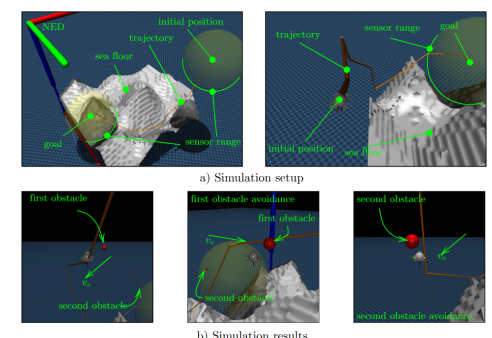 NED
initial position
trajectory
sea floor
goal
sensor range
sensor range
goal
trajectory
initial position
sea floor
a) Simulation setup
first obstacle
v_c
second obstacle
first obstacle avoidance
first obstacle
v_c
second obstacle
second obstacle
v_c
second obstacle avoidance
b) Simulation results